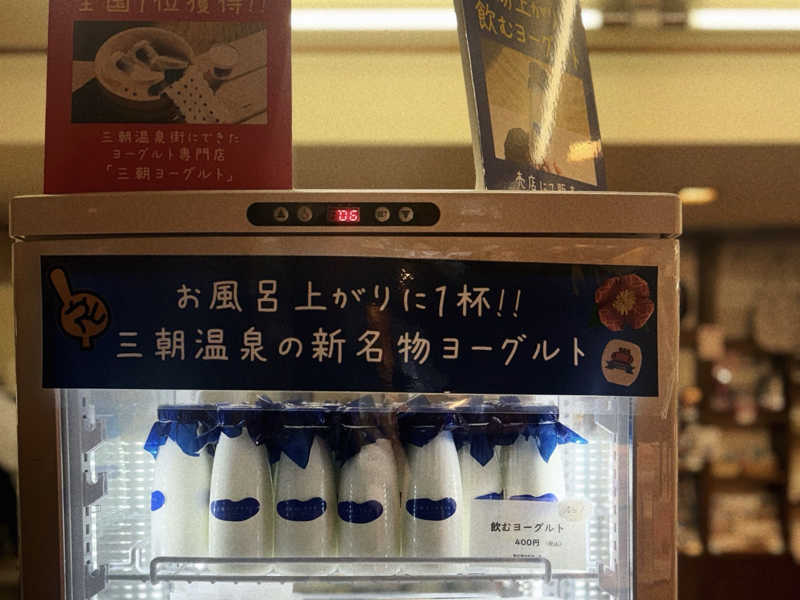 全国1位獲得!!
三朝温泉街にできた
ヨーグルト専門店
「三朝ヨーグルト」
飲むヨーグルト
06
お風呂上がりに1杯!!
三朝温泉の新名物ヨーグルト
飲むヨーグルト
400円 (税込)